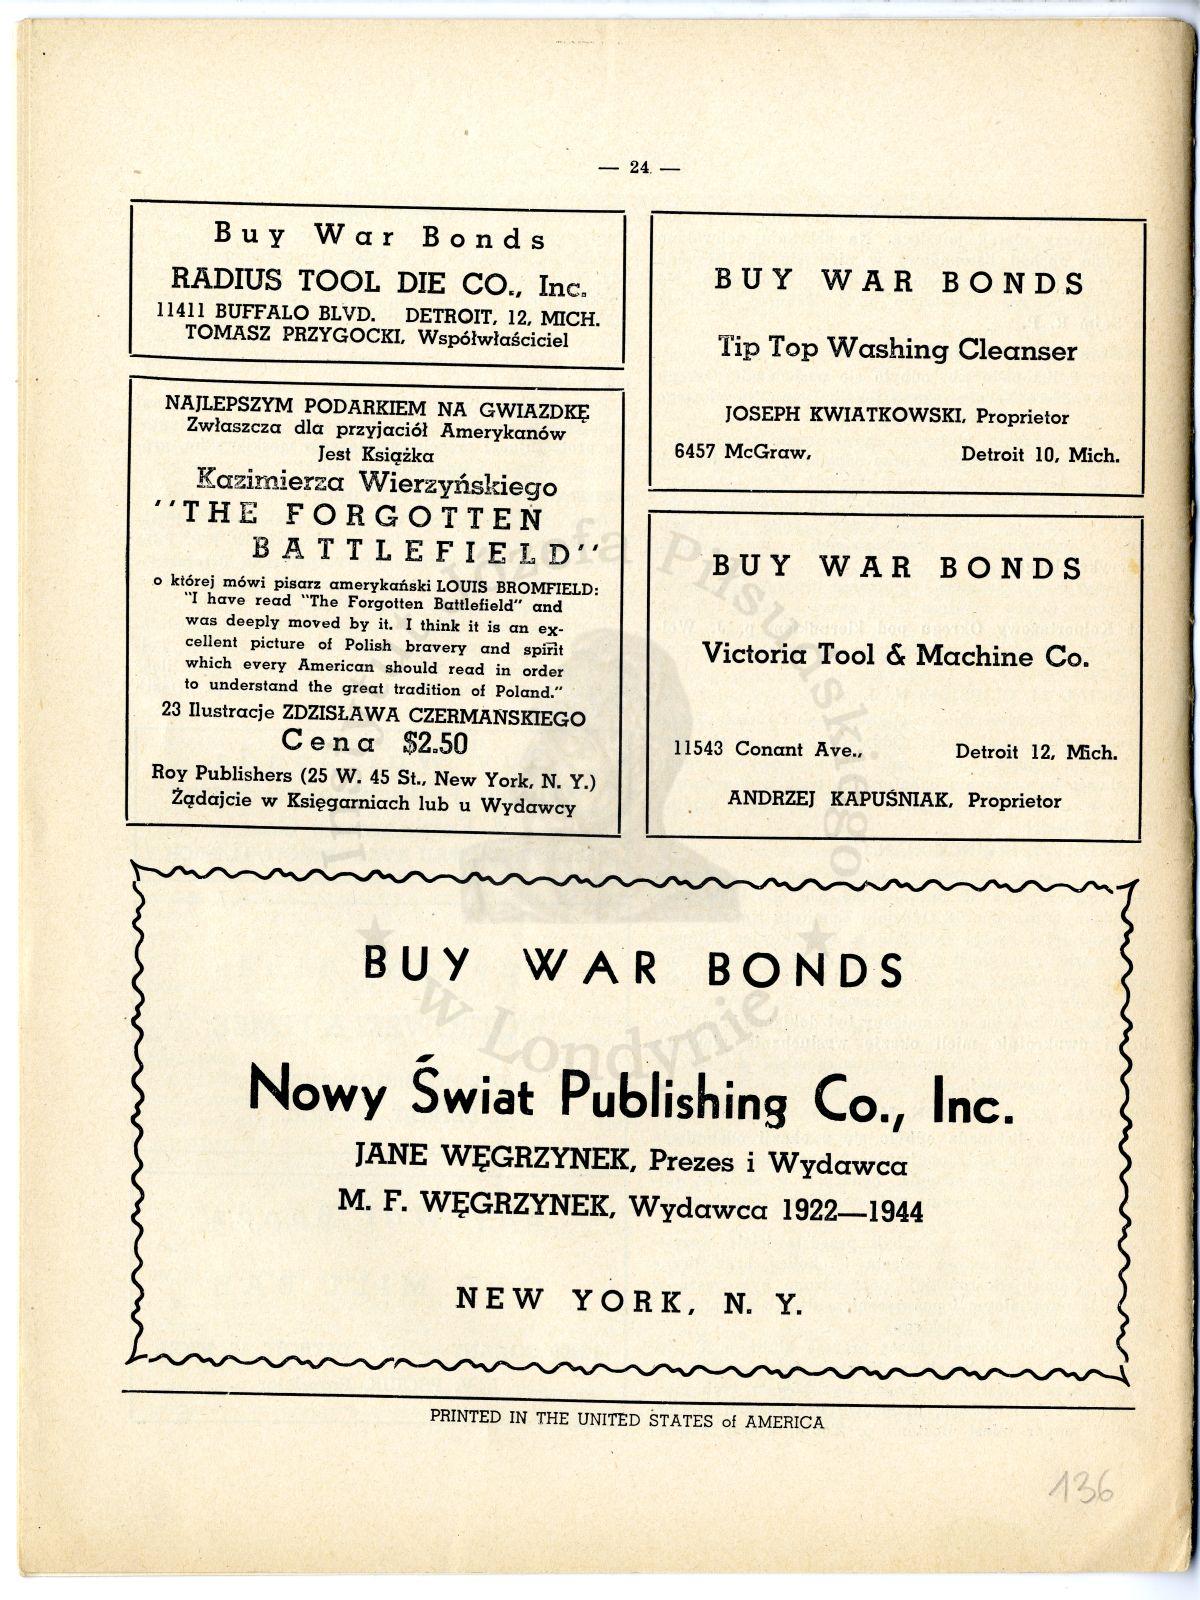 — 24 —
Buy War Bonds
RADIUS TOOL DIE CO., Inc.
11411 BUFFALO BLVD. DETROIT, 12, MICH.
TOMASZ PRZYGOCKI, Współwłaściciel
NAJLEPSZYM PODARKIEM NA GWIAZDKĘ
Zwłaszcza dla przyjaciół Amerykanów
Jest Książka
Kazimierza Wierzyńskiego
"THE FORGOTTEN
BATTLEFIELD"
o której mówi pisarz amerykański LOUIS BROMFIELD:
"I have read "The Forgotten Battlefield" and
was deeply moved by it. I think it is an ex-
cellent picture of Polish bravery and spirit
which every American should read in order
to understand the great tradition of Poland."
23 Ilustracje ZDZISŁAWA CZERMAŃSKIEGO
Cena $2.50
Roy Publishers (25 W. 45 St., New York, N. Y.)
Żądajcie w Księgarniach lub u Wydawcy
BUY WAR BONDS
Tip Top Washing Cleanser
JOSEPH KWIATKOWSKI, Proprietor
6457 McGraw, Detroit 10, Mich.
BUY WAR BONDS
Victoria Tool & Machine Co.
11543 Conant Ave., Detroit 12, Mich.
ANDRZEJ KAPUŚNIAK, Proprietor
BUY WAR BONDS
Nowy Świat Publishing Co., Inc.
JANE WĘGRZYNEK, Prezes i Wydawca
M. F. WĘGRZYNEK, Wydawca 1922—1944
NEW YORK, N. Y.
PRINTED IN THE UNITED STATES of AMERICA
136
Józefa Piłsudskiego
w Londynie